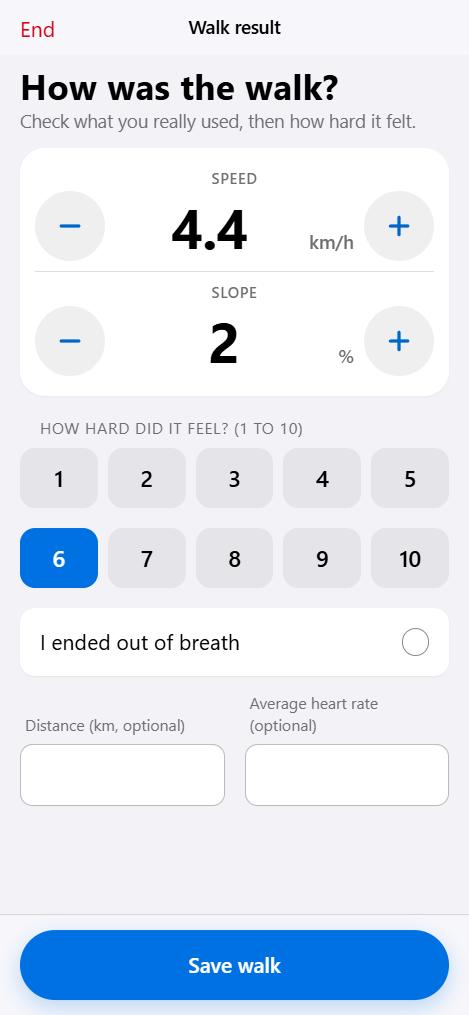 End
Walk result
How was the walk?
Check what you really used, then how hard it felt.
SPEED
− 4.4 km/h +
SLOPE
− 2 % +
HOW HARD DID IT FEEL? (1 TO 10)
1 2 3 4 5
6 7 8 9 10
I ended out of breath
Distance (km, optional)
Average heart rate
(optional)
Save walk